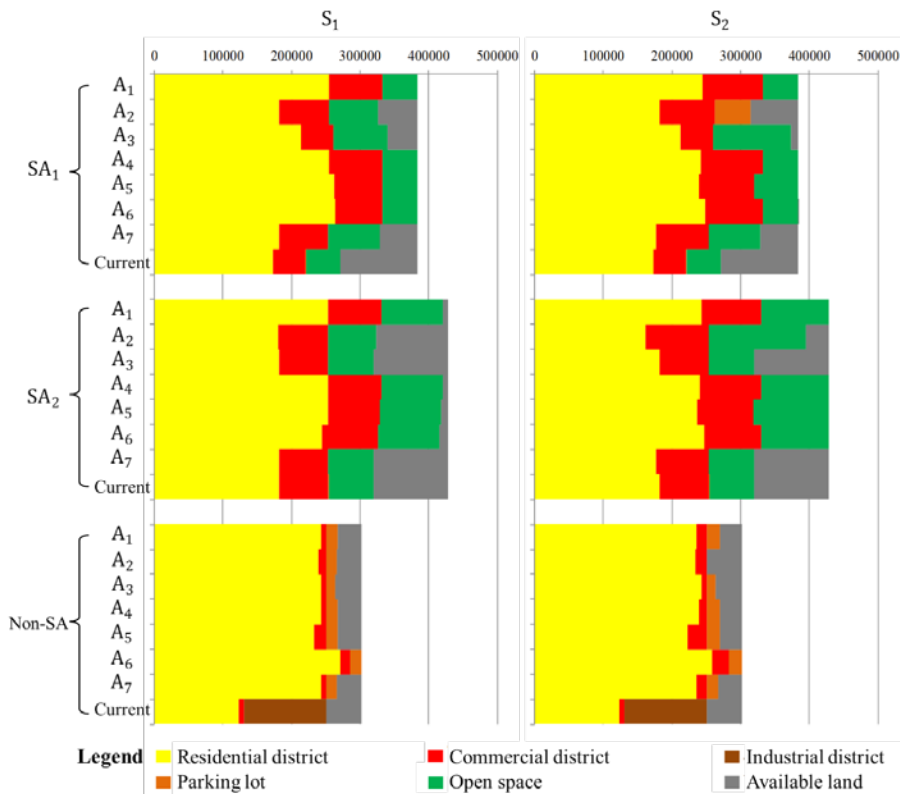 S₁ S₂
0 100000 200000 300000 400000 500000 0 100000 200000 300000 400000 500000
SA₁
A₁
A₂
A₃
A₄
A₅
A₆
A₇
Current
SA₂
A₁
A₂
A₃
A₄
A₅
A₆
A₇
Current
Non-SA
A₁
A₂
A₃
A₄
A₅
A₆
A₇
Current
Legend Residential district Commercial district Industrial district
Parking lot Open space Available land